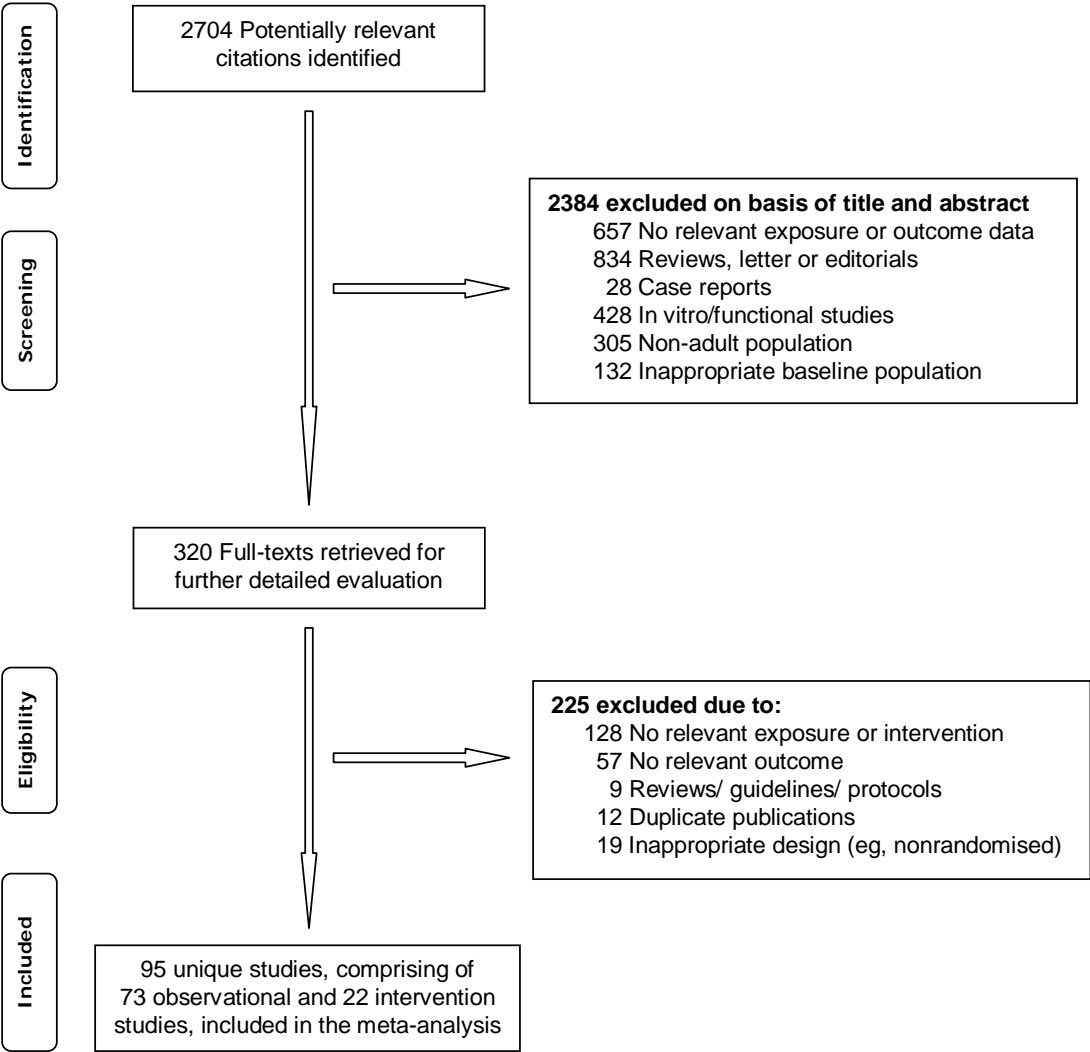 Identification
2704 Potentially relevant
citations identified
Screening
2384 excluded on basis of title and abstract
657 No relevant exposure or outcome data
834 Reviews, letter or editorials
28 Case reports
428 In vitro/functional studies
305 Non-adult population
132 Inappropriate baseline population
320 Full-texts retrieved for
further detailed evaluation
Eligibility
225 excluded due to:
128 No relevant exposure or intervention
57 No relevant outcome
9 Reviews/ guidelines/ protocols
12 Duplicate publications
19 Inappropriate design (eg, nonrandomised)
Included
95 unique studies, comprising of
73 observational and 22 intervention
studies, included in the meta-analysis